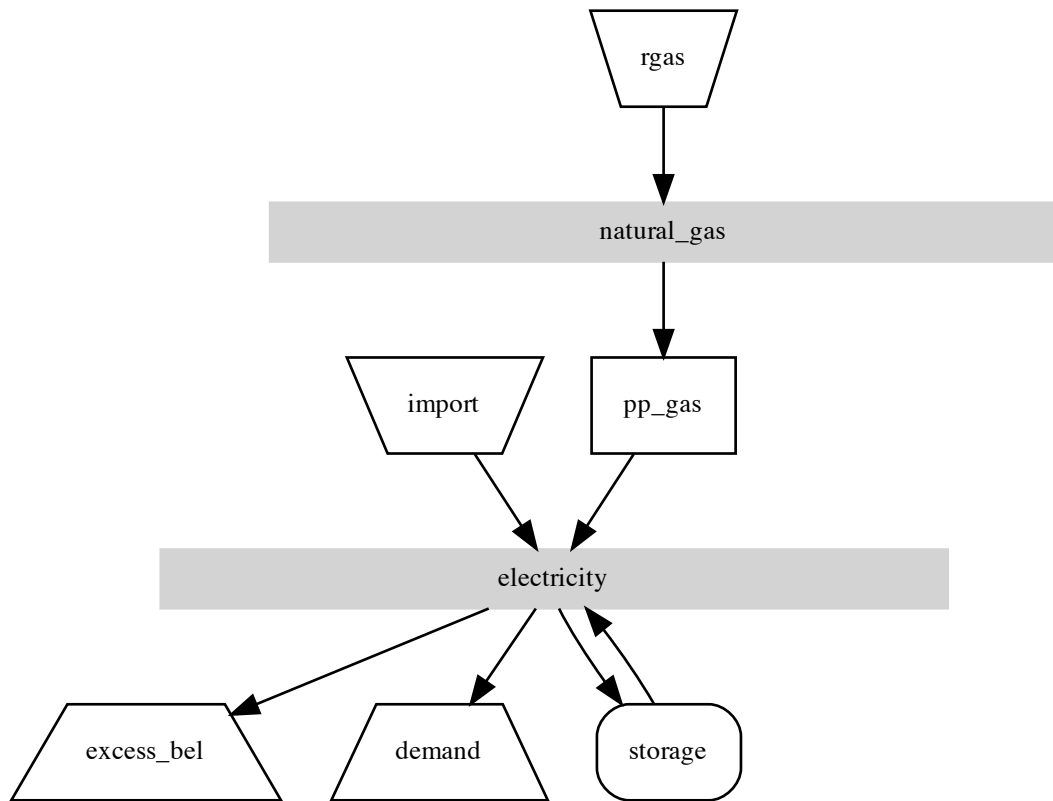 rgas
natural_gas
import
pp_gas
electricity
excess_bel
demand
storage